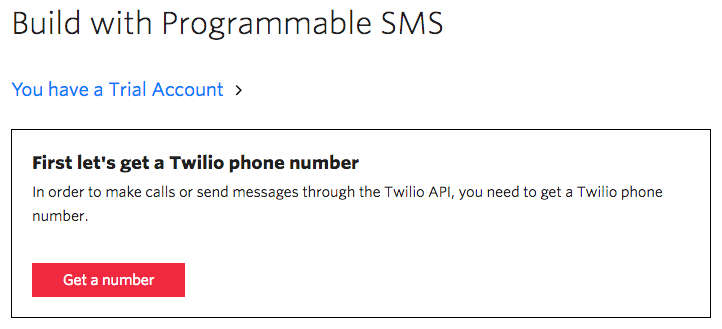 Build with Programmable SMS
You have a Trial Account >
First let's get a Twilio phone number
In order to make calls or send messages through the Twilio API, you need to get a Twilio phone
number.
Get a number